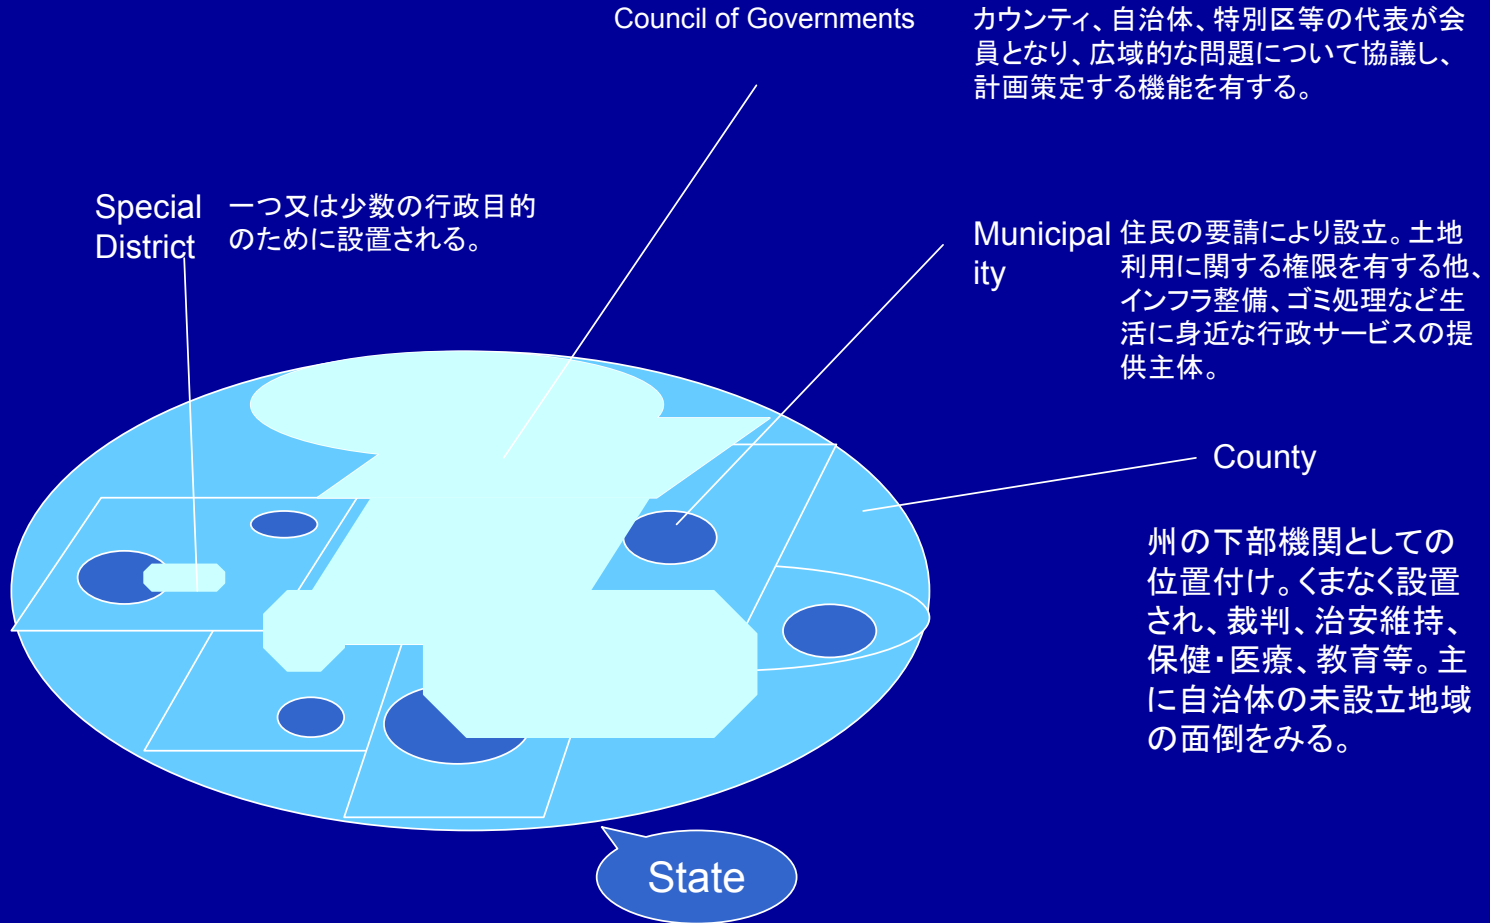 Council of Governments
カウンティ、自治体、特別区等の代表が会
員となり、広域的な問題について協議し、
計画策定する機能を有する。
Special
District
一つ又は少数の行政目的
のために設置される。
Municipal
ity
住民の要請により設立。土地
利用に関する権限を有する他、
インフラ整備、ゴミ処理など生
活に身近な行政サービスの提
供主体。
County
州の下部機関としての
位置付け。くまなく設置
され、裁判、治安維持、
保健・医療、教育等。主
に自治体の未設立地域
の面倒をみる。
State